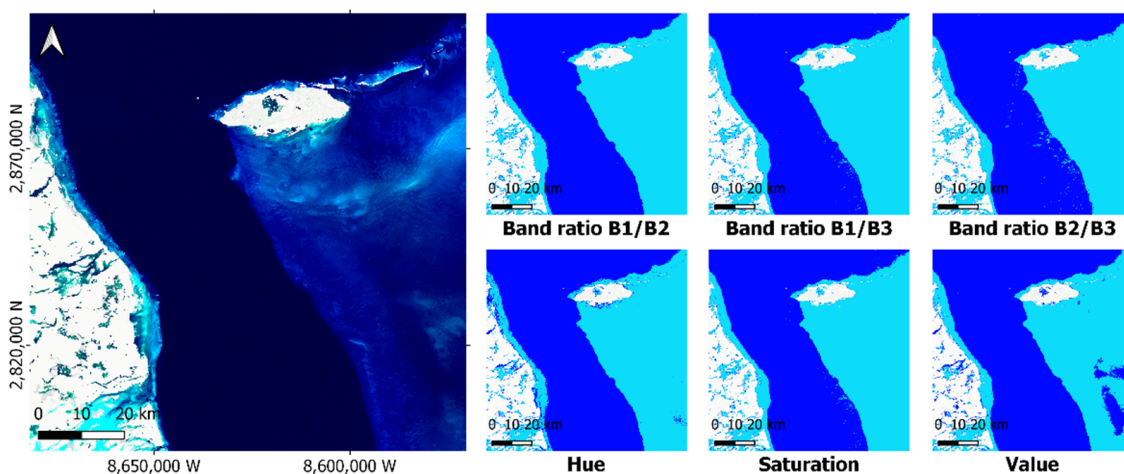 2,870,000 N
2,820,000 N
0 10 20 km
8,650,000 W
8,600,000 W
0 10 20 km
0 10 20 km
0 10 20 km
Band ratio B1/B2
Band ratio B1/B3
Band ratio B2/B3
0 10 20 km
0 10 20 km
0 10 20 km
Hue
Saturation
Value